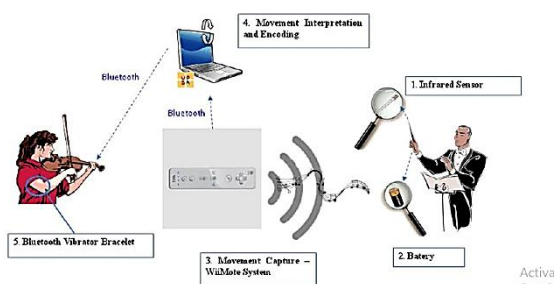 4. Movement Interpretation
and Encoding
Bluetooth
Bluetooth
1. Infrared Sensor
5. Bluetooth Vibrator Bracelet
3. Movement Capture –
WiiMote System
2. Batery
Activa